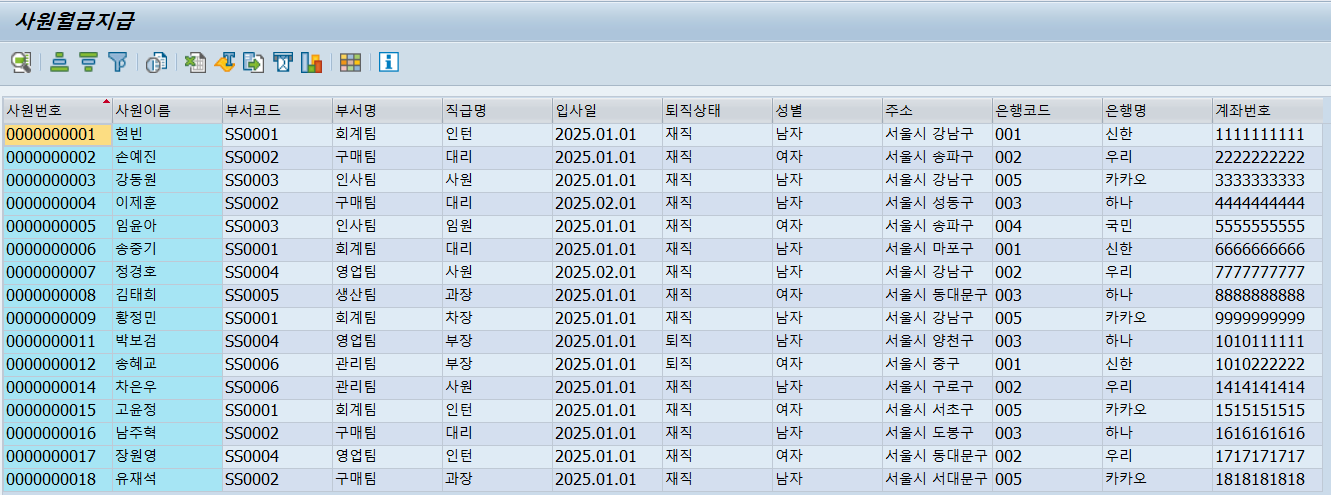 사원월급지급
사원번호 사원이름 부서코드 부서명 직급명 입사일 퇴직상태 성별 주소 은행코드 은행명 계좌번호
0000000001 현빈 SS0001 회계팀 인턴 2025.01.01 재직 남자 서울시 강남구 001 신한 1111111111
0000000002 손예진 SS0002 구매팀 대리 2025.01.01 재직 여자 서울시 송파구 002 우리 2222222222
0000000003 강동원 SS0003 인사팀 사원 2025.01.01 재직 남자 서울시 강남구 005 카카오 3333333333
0000000004 이제훈 SS0002 구매팀 대리 2025.02.01 재직 남자 서울시 성동구 003 하나 4444444444
0000000005 임윤아 SS0003 인사팀 임원 2025.01.01 재직 여자 서울시 송파구 004 국민 5555555555
0000000006 송중기 SS0001 회계팀 대리 2025.01.01 재직 남자 서울시 마포구 001 신한 6666666666
0000000007 정경호 SS0004 영업팀 사원 2025.02.01 재직 남자 서울시 강남구 002 우리 7777777777
0000000008 김태희 SS0005 생산팀 과장 2025.01.01 재직 여자 서울시 동대문구 003 하나 8888888888
0000000009 황정민 SS0001 회계팀 차장 2025.01.01 재직 남자 서울시 강남구 005 카카오 9999999999
0000000011 박보검 SS0004 영업팀 부장 2025.01.01 퇴직 남자 서울시 양천구 003 하나 1010111111
0000000012 송혜교 SS0006 관리팀 부장 2025.01.01 퇴직 여자 서울시 중구 001 신한 1010222222
0000000014 차은우 SS0006 관리팀 사원 2025.01.01 재직 남자 서울시 구로구 002 우리 1414141414
0000000015 고윤정 SS0001 회계팀 인턴 2025.01.01 재직 여자 서울시 서초구 005 카카오 1515151515
0000000016 남주혁 SS0002 구매팀 대리 2025.01.01 재직 남자 서울시 도봉구 003 하나 1616161616
0000000017 장원영 SS0004 영업팀 인턴 2025.01.01 재직 여자 서울시 동대문구 002 우리 1717171717
0000000018 유재석 SS0002 구매팀 과장 2025.01.01 재직 남자 서울시 서대문구 005 카카오 1818181818